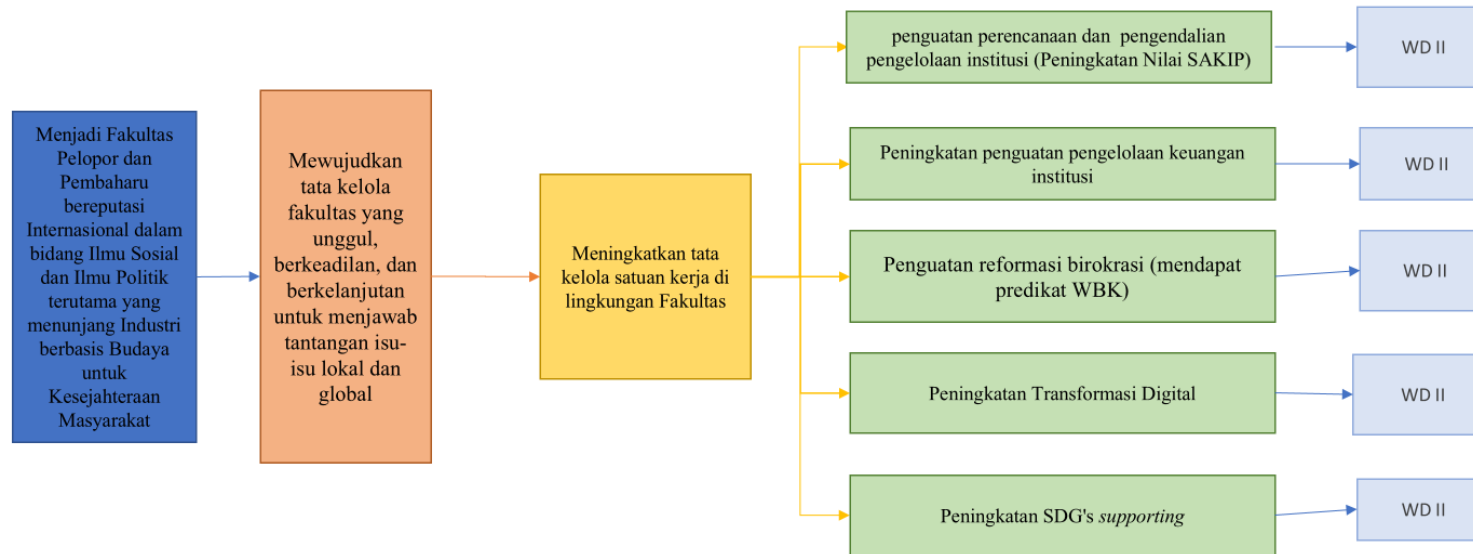 Menjadi Fakultas
Pelopor dan
Pembaharu
bereputasi
Internasional dalam
bidang Ilmu Sosial
dan Ilmu Politik
terutama yang
menunjang Industri
berbasis Budaya
untuk
Kesejahteraan
Masyarakat
Mewujudkan
tata kelola
fakultas yang
unggul,
berkeadilan, dan
berkelanjutan
untuk menjawab
tantangan isu-
isu lokal dan
global
Meningkatkan tata
kelola satuan kerja di
lingkungan Fakultas
penguatan perencanaan dan pengendalian
pengelolaan institusi (Peningkatan Nilai SAKIP)
WD II
Peningkatan penguatan pengelolaan keuangan
institusi
WD II
Penguatan reformasi birokrasi (mendapat
predikat WBK)
WD II
Peningkatan Transformasi Digital
WD II
Peningkatan SDG's supporting
WD II